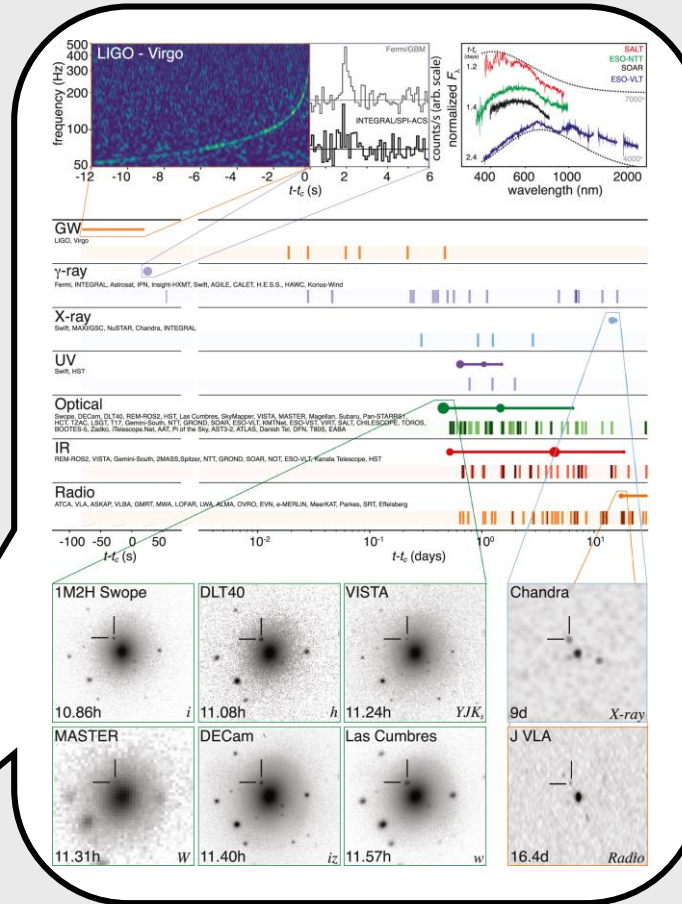 LIGO - Virgo
500
400
300
200
100
50
frequency (Hz)
-12 -10 -8 -6 -4 -2 0 2 4 6
t-tc (s)
Fermi/GBM
INTEGRAL/SPI-ACS
counts/s (arb. scale)
normalized Fλ
t-tc
(days)
1.2
1.4
2.4
SALT
ESO-NTT
SOAR
ESO-VLT
7000°
4000°
400 600 1000 2000
wavelength (nm)
GW
LIGO, Virgo
γ-ray
Fermi, INTEGRAL, Astrosat, IPN, Insight-HXMT, Swift, AGILE, CALET, H.E.S.S., HAWC, Konus-Wind
X-ray
Swift, MAXI/GSC, NuSTAR, Chandra, INTEGRAL
UV
Swift, HST
Optical
Swope, DECam, DLT40, REM-ROS2, HST, Las Cumbres, SkyMapper, VISTA, MASTER, Magellan, Subaru, Pan-STARRS1,
HCT, TZAC, LSGT, T17, Gemini-South, NTT, GROND, SOAR, ESO-VLT, KMTNet, ESO-VST, VIRT, SALT, CHILESCOPE, TOROS,
BOOTES-5, Zadko, iTelescope.Net, AAT, Pi of the Sky, AST3-2, ATLAS, Danish Tel, DFN, T80S, EABA
IR
REM-ROS2, VISTA, Gemini-South, 2MASS,Spitzer, NTT, GROND, SOAR, NOT, ESO-VLT, Kanata Telescope, HST
Radio
ATCA, VLA, ASKAP, VLBA, GMRT, MWA, LOFAR, LWA, ALMA, OVRO, EVN, e-MERLIN, MeerKAT, Parkes, SRT, Effelsberg
-100 -50 0 50
t-tc (s)
10-2 10-1 100 101
t-tc (days)
1M2H Swope
10.86h i
DLT40
11.08h h
VISTA
11.24h YJKs
Chandra
9d X-ray
MASTER
11.31h W
DECam
11.40h iz
Las Cumbres
11.57h w
J VLA
16.4d Radio